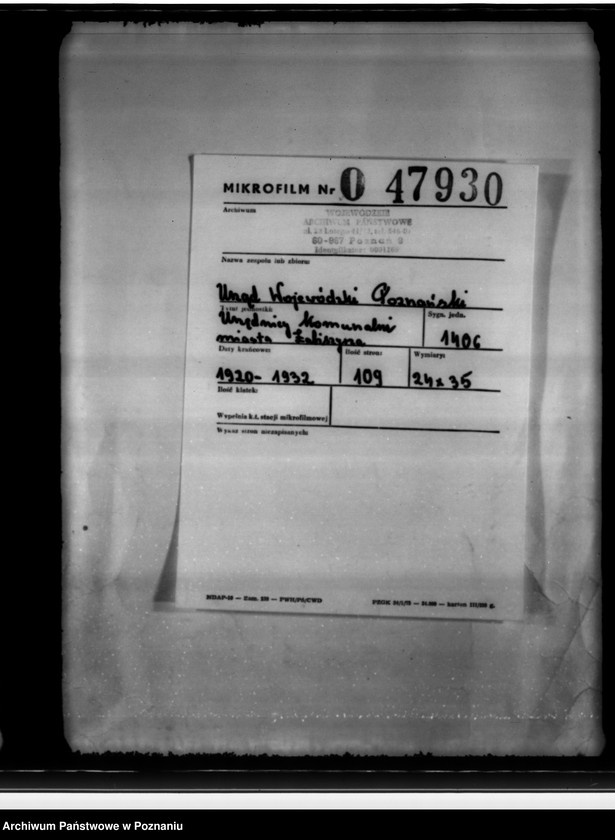 MIKROFILM Nr O 47930
Archiwum
WOJEWÓDZKIE
ARCHIWUM PAŃSTWOWE
60-967 Poznań 9
Nazwa zespołu lub zbioru:
Urząd Wojewódzki Poznański
Tytuł jednostki:
Sygn. jedn.
Urzędnicy Komunalni
miasta Łabiszyna
1406
Daty krańcowe:
Ilość stron:
Wymiary:
1920- 1932
109
24x35
Ilość klatek:
Wypełnia k.z. stacji mikrofilmowej
Wykaz stron niezapisanych:
Archiwum Państwowe w Poznaniu